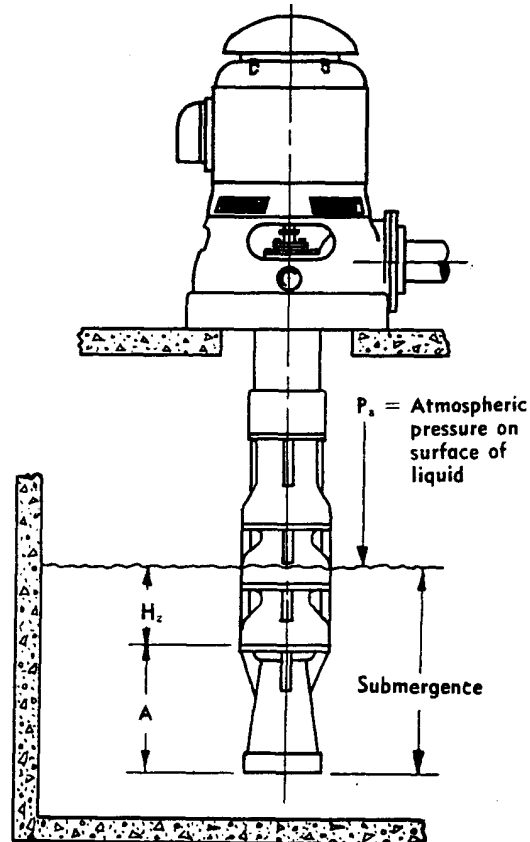 Pₐ = Atmospheric
pressure on
surface of
liquid
H_z
A
Submergence